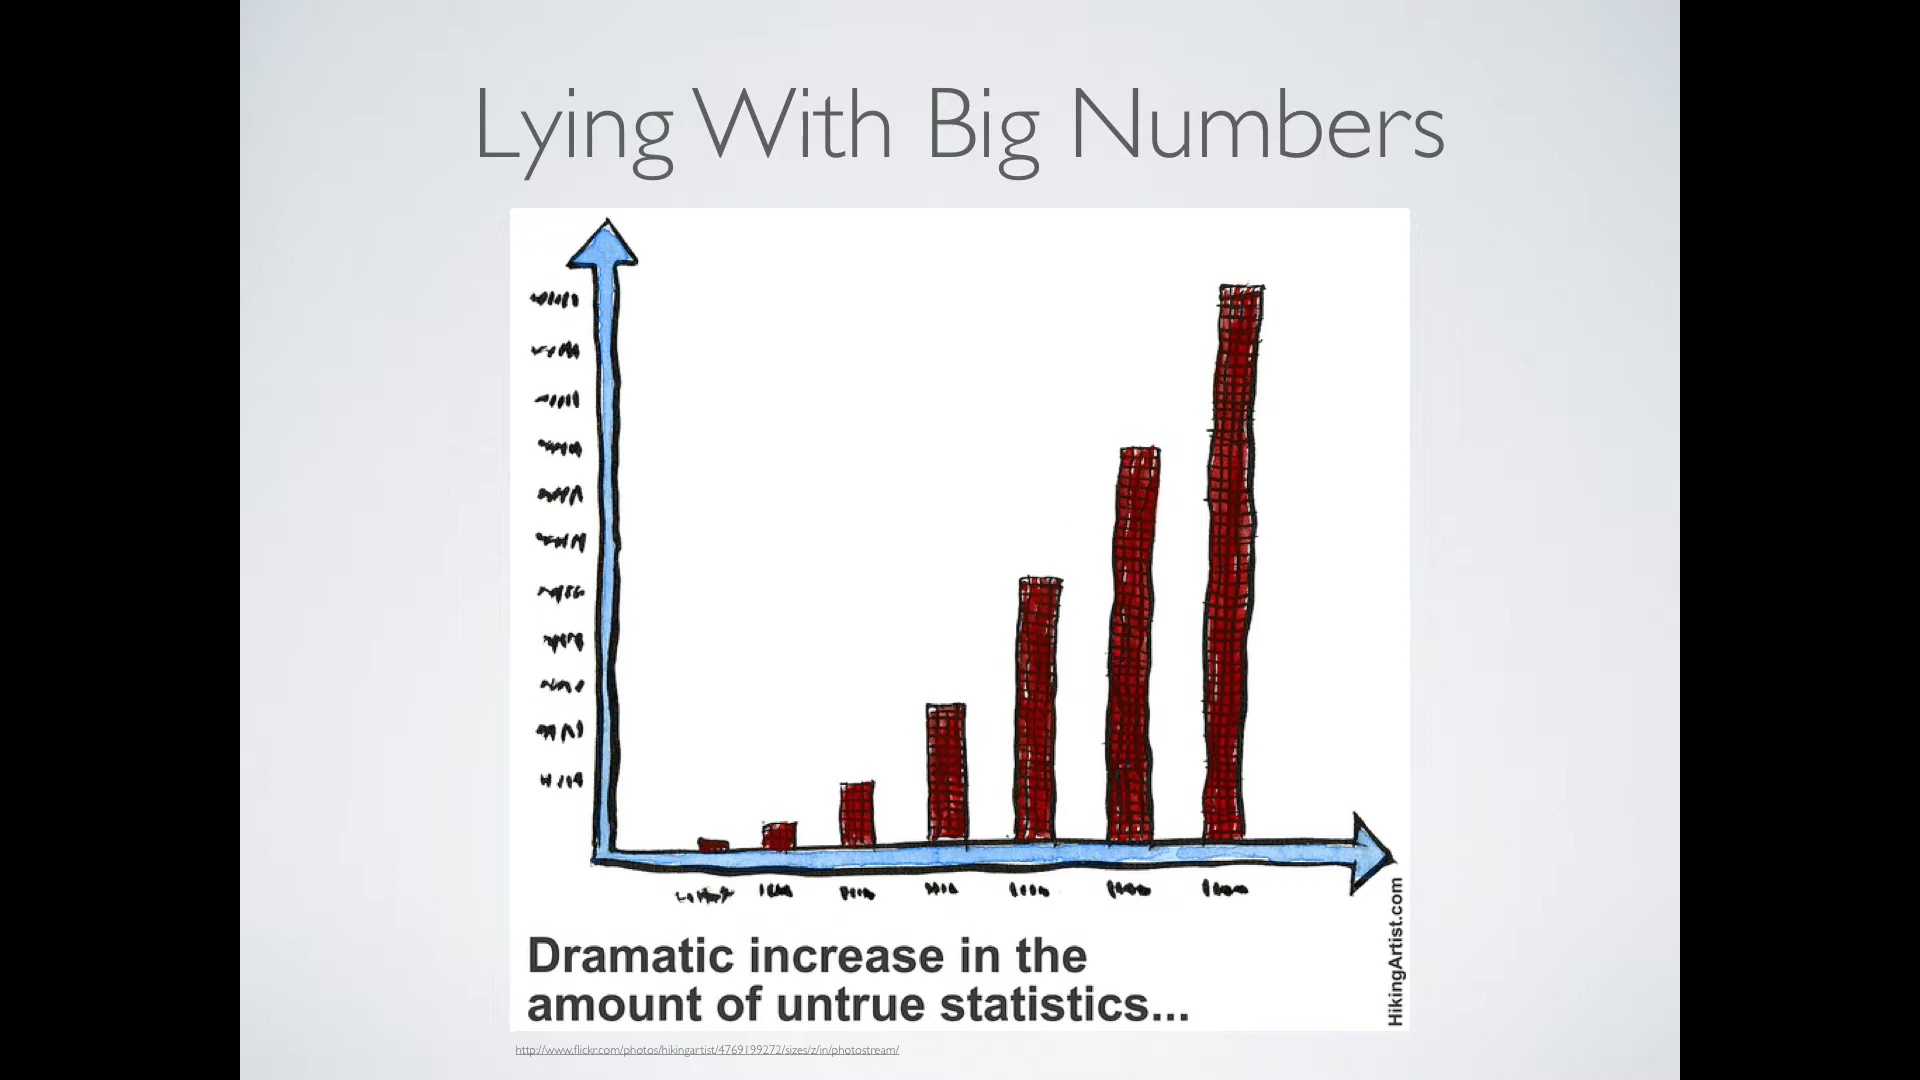 Lying With Big Numbers
Dramatic increase in the
amount of untrue statistics...
HikingArtist.com
http://www.flickr.com/photos/hikingartist/4769199272/sizes/z/in/photostream/